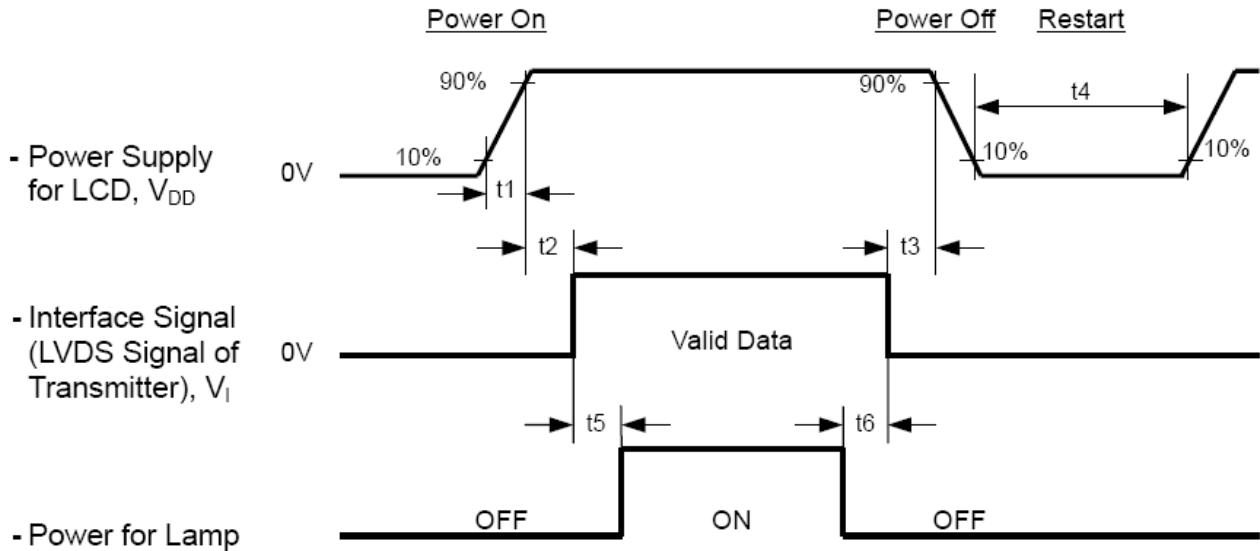 Power On
Power Off
Restart
90%
90%
t4
- Power Supply
for LCD, VDD
0V
10%
t1
10%
10%
t2
t3
- Interface Signal
(LVDS Signal of
Transmitter), VI
0V
Valid Data
t5
t6
- Power for Lamp
OFF
ON
OFF